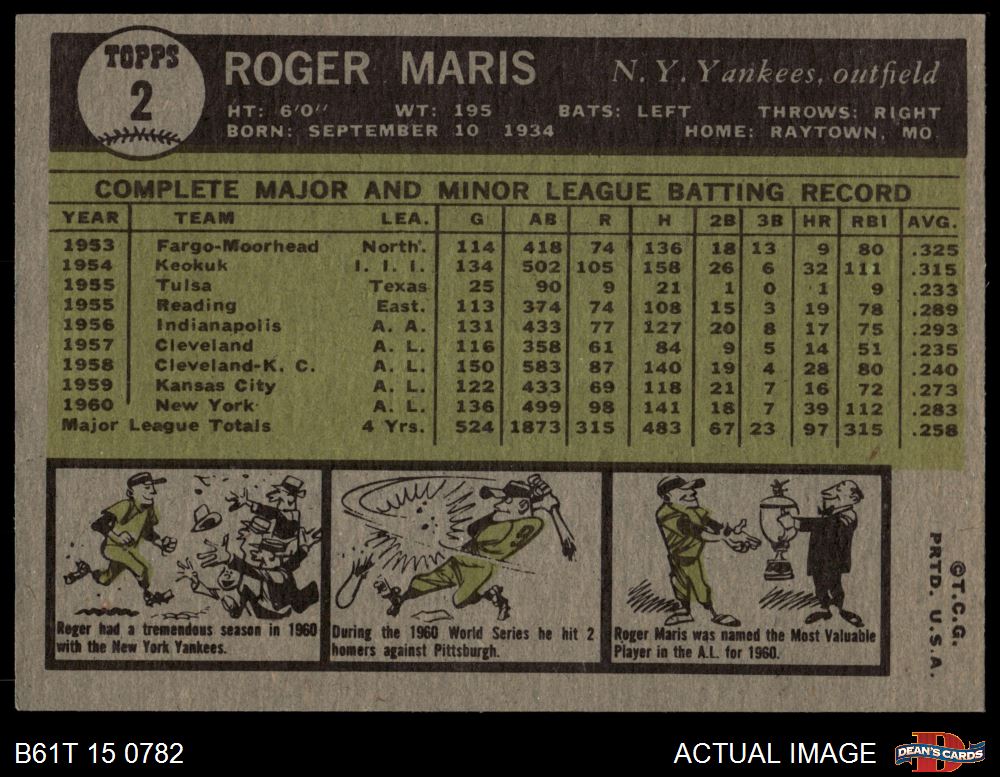 TOPPS
2
ROGER MARIS N. Y. Yankees, outfield
HT: 6'0" WT: 195 BATS: LEFT THROWS: RIGHT
BORN: SEPTEMBER 10 1934 HOME: RAYTOWN, MO.
COMPLETE MAJOR AND MINOR LEAGUE BATTING RECORD
YEAR TEAM LEA. G AB R H 2B 3B HR RBI AVG.
1953 Fargo-Moorhead North'. 114 418 74 136 18 13 9 80 .325
1954 Keokuk I. I. I. 134 502 105 158 26 6 32 111 .315
1955 Tulsa Texas 25 90 9 21 1 0 1 9 .233
1955 Reading East. 113 374 74 108 15 3 19 78 .289
1956 Indianapolis A. A. 131 433 77 127 20 8 17 75 .293
1957 Cleveland A. L. 116 358 61 84 9 5 14 51 .235
1958 Cleveland-K. C. A. L. 150 583 87 140 19 4 28 80 .240
1959 Kansas City A. L. 122 433 69 118 21 7 16 72 .273
1960 New York A. L. 136 499 98 141 18 7 39 112 .283
Major League Totals 4 Yrs. 524 1873 315 483 67 23 97 315 .258
9
Roger had a tremendous season in 1960
with the New York Yankees.
During the 1960 World Series he hit 2
homers against Pittsburgh.
Roger Maris was named the Most Valuable
Player in the A.L. for 1960.
©T.C.G.
PRTD. U.S.A.
B61T 15 0782 ACTUAL IMAGE
DEAN'S CARDS